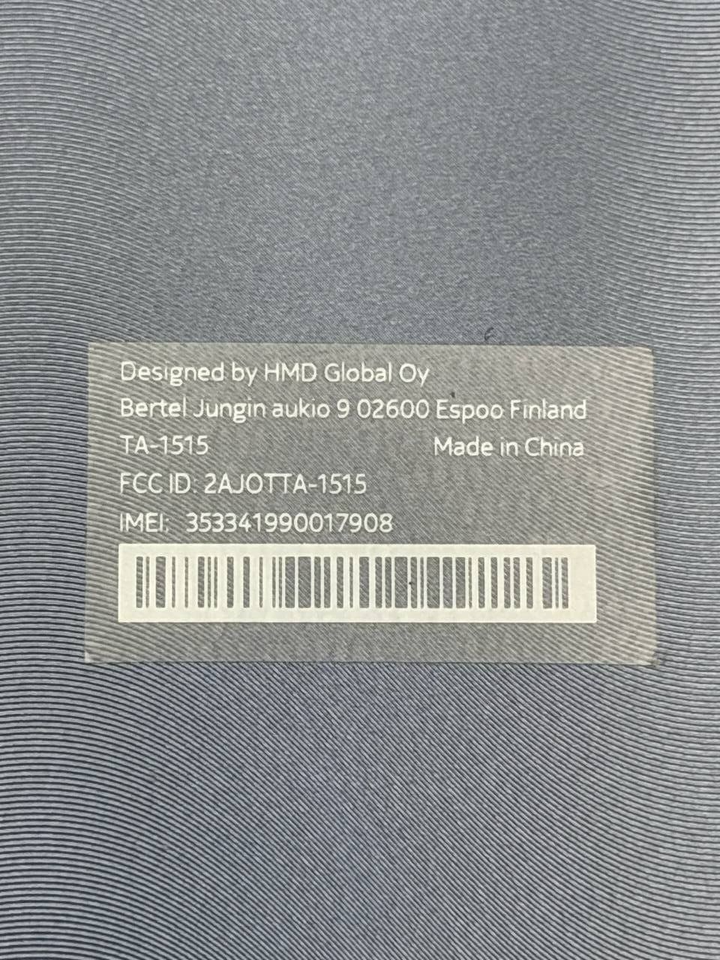 Designed by HMD Global Oy
Bertel Jungin aukio 9 02600 Espoo Finland
TA-1515 Made in China
FCC ID: 2AJOTTA-1515
IMEI: 353341990017908